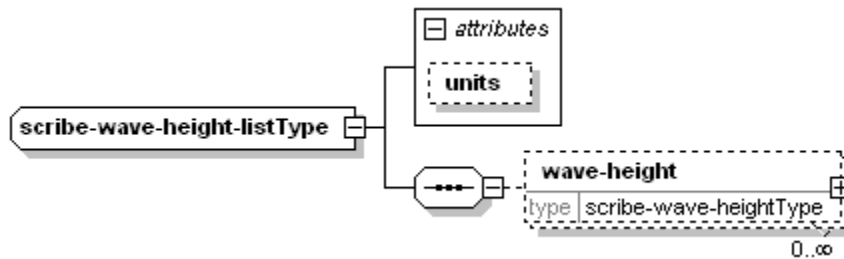 attributes
units
scribe-wave-height-listType
wave-height
type scribe-wave-heightType
0..∞